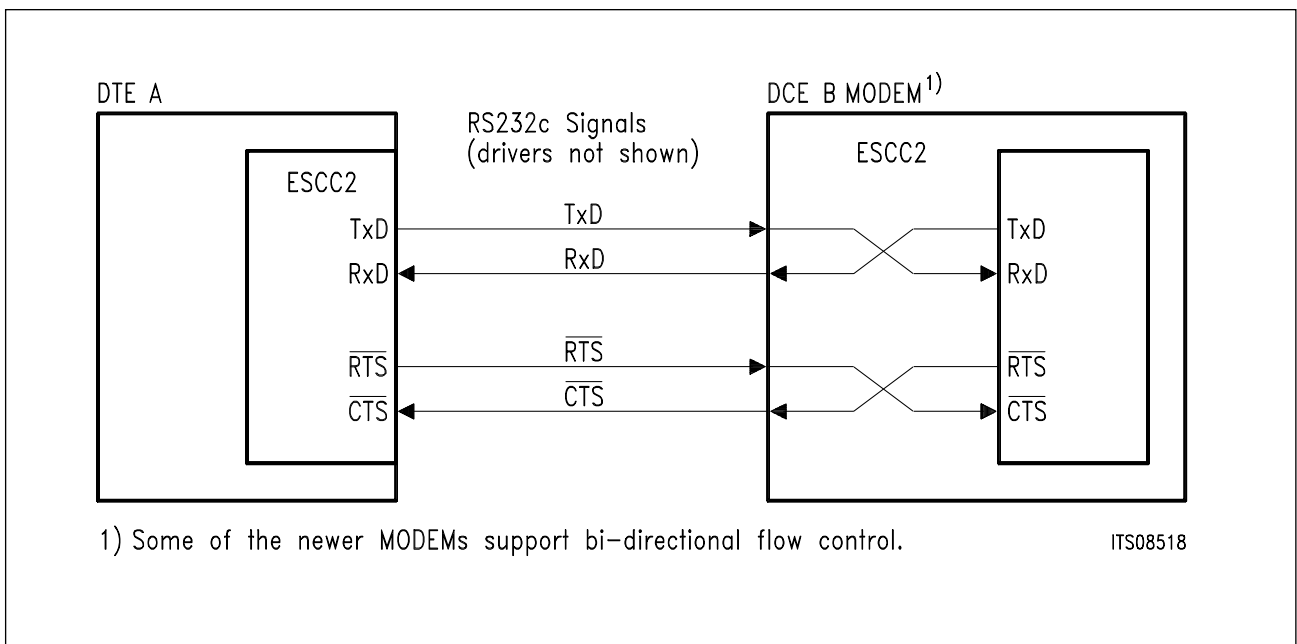 DTE A
DCE B MODEM1)
RS232c Signals
(drivers not shown)
ESCC2
ESCC2
TxD
TxD
TxD
RxD
RxD
RxD
RTS
RTS
RTS
CTS
CTS
CTS
1) Some of the newer MODEMs support bi-directional flow control.
ITS08518